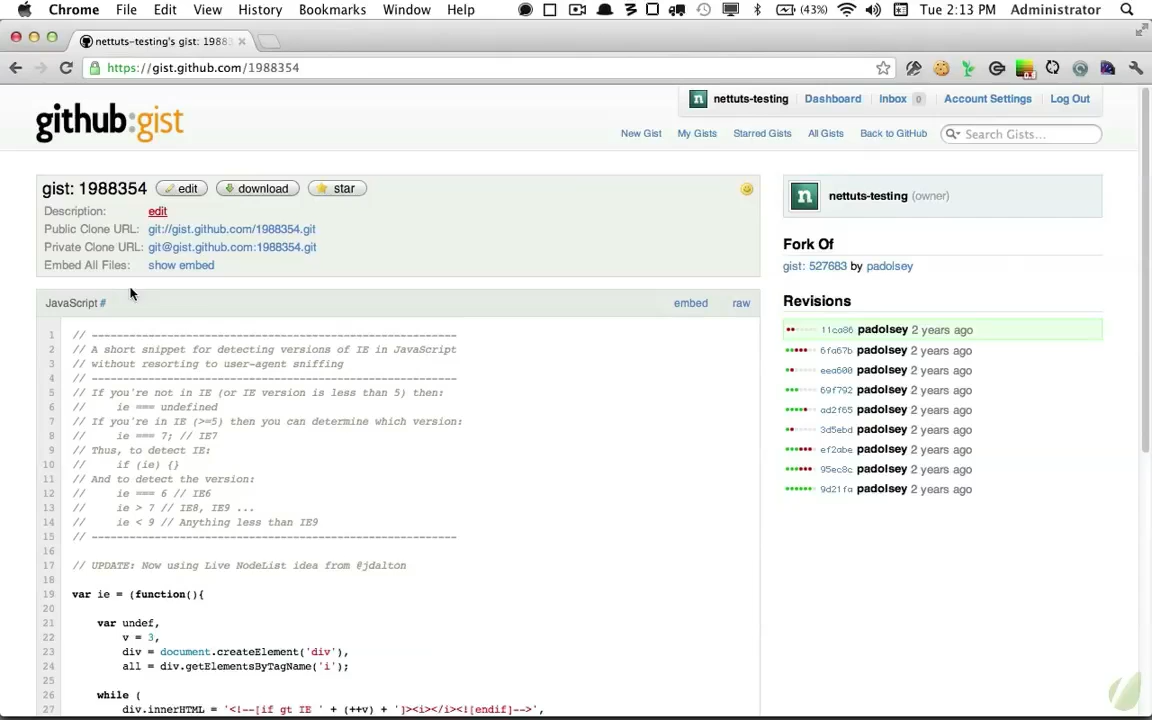 Chrome File Edit View History Bookmarks Window Help (43%) Tue 2:13 PM Administrator
nettuts-testing's gist: 1988
https://gist.github.com/1988354
nettuts-testing Dashboard Inbox 0 Account Settings Log Out
github:gist
New Gist My Gists Starred Gists All Gists Back to GitHub Search Gists...
gist: 1988354 edit download star
Description: edit
Public Clone URL: git://gist.github.com/1988354.git
Private Clone URL: git@gist.github.com:1988354.git
Embed All Files: show embed
n nettuts-testing (owner)
Fork Of
gist: 527683 by padolsey
Revisions
11ca86 padolsey 2 years ago
6fa67b padolsey 2 years ago
eea600 padolsey 2 years ago
69f792 padolsey 2 years ago
ad2f65 padolsey 2 years ago
3d5ebd padolsey 2 years ago
ef2abe padolsey 2 years ago
95ec8c padolsey 2 years ago
9d21fa padolsey 2 years ago
JavaScript # embed raw
1 // -------------------------------------------------------
2 // A short snippet for detecting versions of IE in JavaScript
3 // without resorting to user-agent sniffing
4 // -------------------------------------------------------
5 // If you're not in IE (or IE version is less than 5) then:
6 //     ie === undefined
7 // If you're in IE (>=5) then you can determine which version:
8 //     ie === 7; // IE7
9 // Thus, to detect IE:
10 //     if (ie) {}
11 // And to detect the version:
12 //     ie === 6 // IE6
13 //     ie > 7 // IE8, IE9 ...
14 //     ie < 9 // Anything less than IE9
15 // -------------------------------------------------------
16
17 // UPDATE: Now using Live NodeList idea from @jdalton
18
19 var ie = (function(){
20
21     var undef,
22         v = 3,
23         div = document.createElement('div'),
24         all = div.getElementsByTagName('i');
25
26     while (
27         div.innerHTML = '<!--[if gt IE ' + (++v) + ']><i></i><![endif]-->',